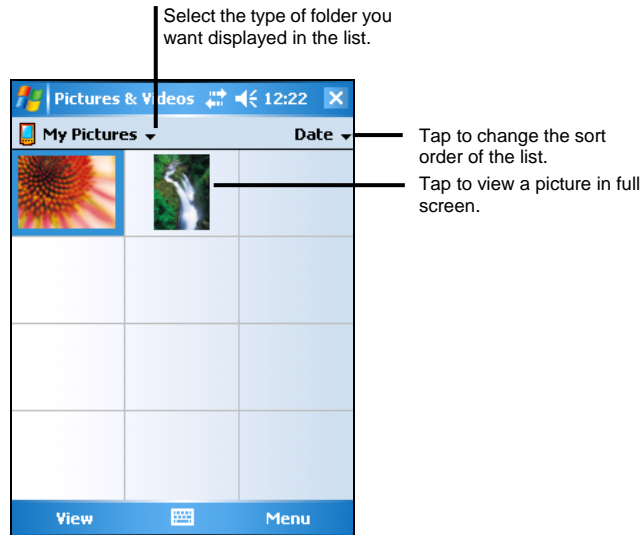 Select the type of folder you
want displayed in the list.
Pictures & Videos 12:22
My Pictures Date
Tap to change the sort
order of the list.
Tap to view a picture in full
screen.
View Menu